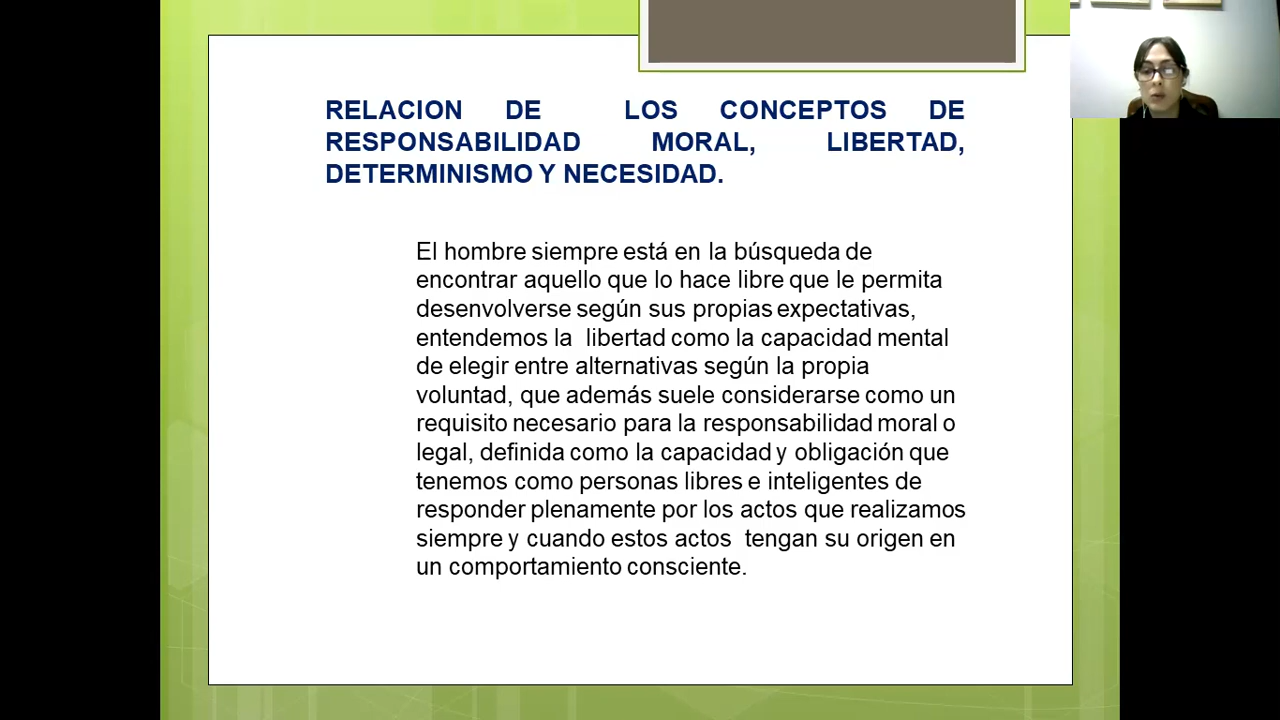 RELACION DE LOS CONCEPTOS DE
RESPONSABILIDAD MORAL, LIBERTAD,
DETERMINISMO Y NECESIDAD.
El hombre siempre está en la búsqueda de
encontrar aquello que lo hace libre que le permita
desenvolverse según sus propias expectativas,
entendemos la libertad como la capacidad mental
de elegir entre alternativas según la propia
voluntad, que además suele considerarse como un
requisito necesario para la responsabilidad moral o
legal, definida como la capacidad y obligación que
tenemos como personas libres e inteligentes de
responder plenamente por los actos que realizamos
siempre y cuando estos actos tengan su origen en
un comportamiento consciente.